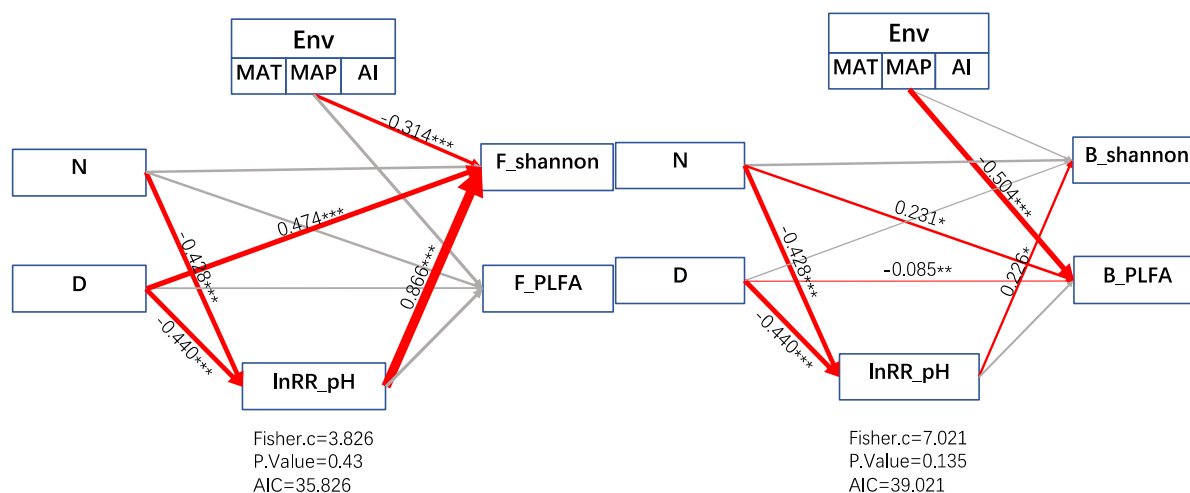 Env
MAT MAP AI
-0.314***
N
F_shannon
0.474***
-0.428***
0.866***
D
F_PLFA
-0.440***
lnRR_pH
Fisher.c=3.826
P.Value=0.43
AIC=35.826
Env
MAT MAP AI
N
B_shannon
-0.504***
0.231*
-0.428***
0.226*
-0.085**
D
B_PLFA
-0.440***
lnRR_pH
Fisher.c=7.021
P.Value=0.135
AIC=39.021